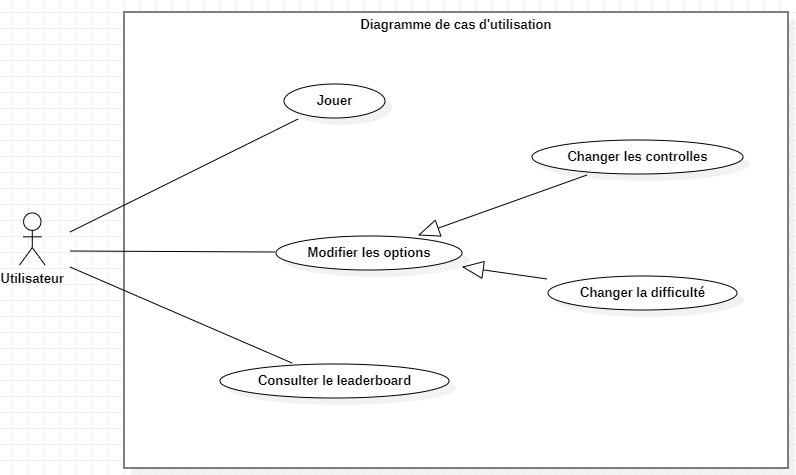 Diagramme de cas d'utilisation
Jouer
Changer les controlles
Modifier les options
Utilisateur
Changer la difficulté
Consulter le leaderboard